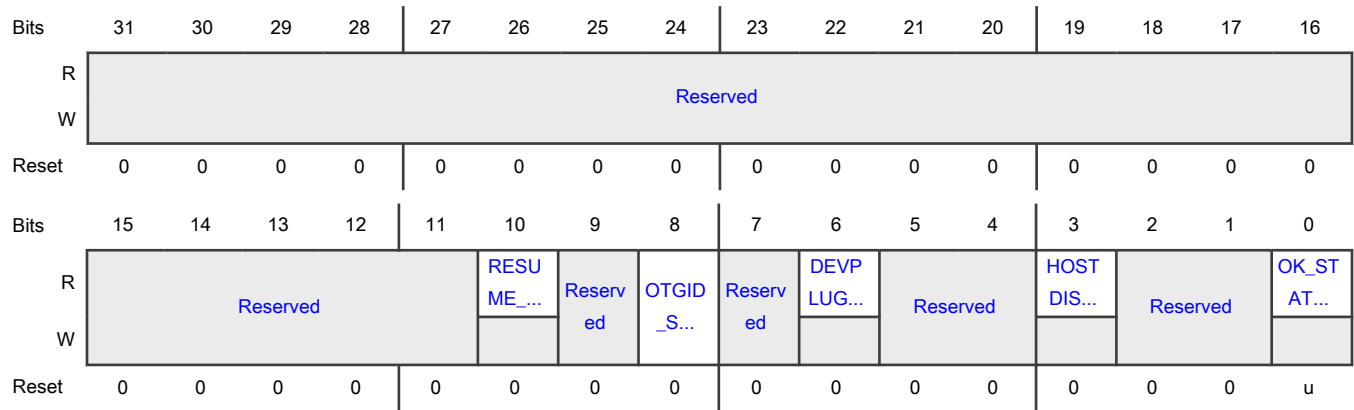 Bits 31 30 29 28 27 26 25 24 23 22 21 20 19 18 17 16
R
Reserved
W
Reset 0 0 0 0 0 0 0 0 0 0 0 0 0 0 0 0
Bits 15 14 13 12 11 10 9 8 7 6 5 4 3 2 1 0
R Reserved RESU ME_... Reserv ed OTGID _S... Reserv ed DEVP LUG... Reserved HOST DIS... Reserved OK_ST AT...
W
Reset 0 0 0 0 0 0 0 0 0 0 0 0 0 0 0 u